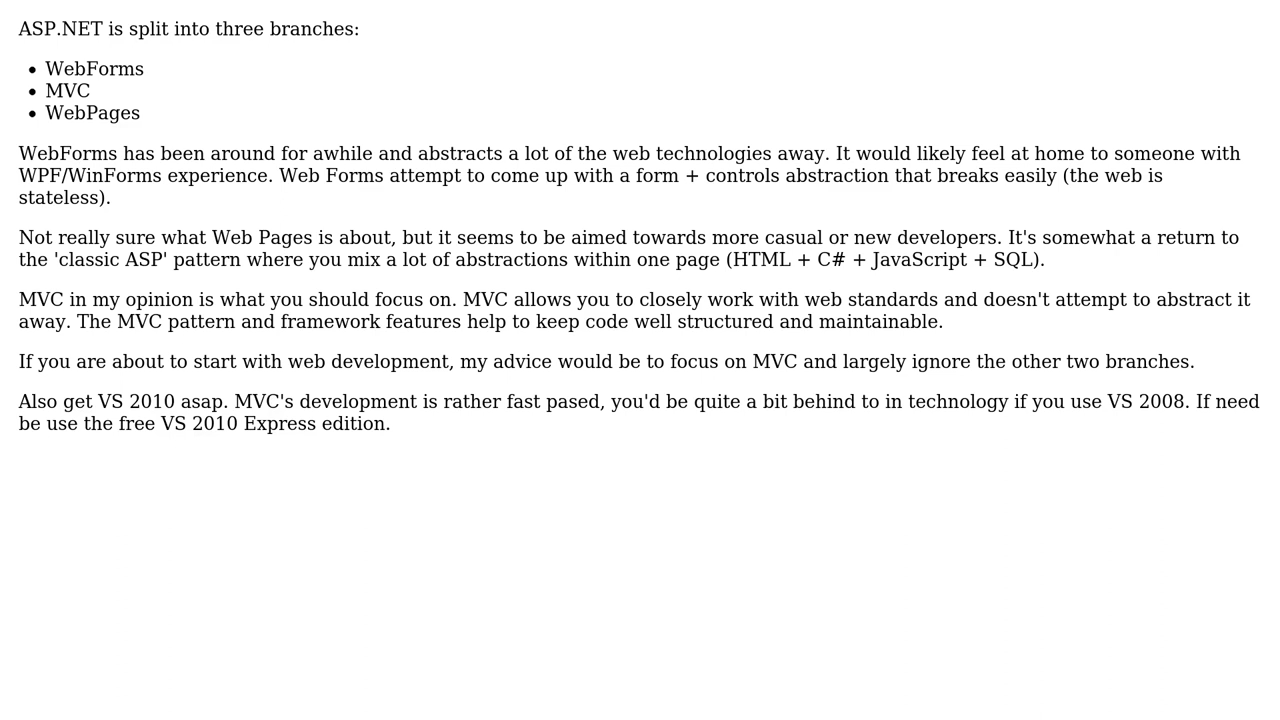 ASP.NET is split into three branches:
• WebForms
• MVC
• WebPages
WebForms has been around for awhile and abstracts a lot of the web technologies away. It would likely feel at home to someone with
WPF/WinForms experience. Web Forms attempt to come up with a form + controls abstraction that breaks easily (the web is
stateless).
Not really sure what Web Pages is about, but it seems to be aimed towards more casual or new developers. It's somewhat a return to
the 'classic ASP' pattern where you mix a lot of abstractions within one page (HTML + C# + JavaScript + SQL).
MVC in my opinion is what you should focus on. MVC allows you to closely work with web standards and doesn't attempt to abstract it
away. The MVC pattern and framework features help to keep code well structured and maintainable.
If you are about to start with web development, my advice would be to focus on MVC and largely ignore the other two branches.
Also get VS 2010 asap. MVC's development is rather fast pased, you'd be quite a bit behind to in technology if you use VS 2008. If need
be use the free VS 2010 Express edition.